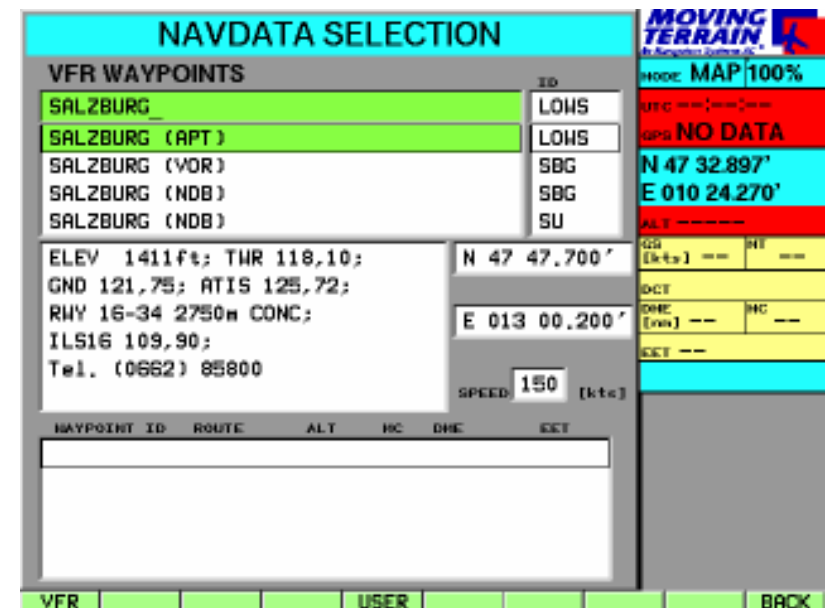 NAVDATA SELECTION
VFR WAYPOINTS
ID
SALZBURG_ LOWS
SALZBURG (APT) LOWS
SALZBURG (VOR) SBG
SALZBURG (NDB) SBG
SALZBURG (NDB) SU
ELEV 1411ft; TWR 118,10;
GND 121,75; ATIS 125,72;
RWY 16-34 2750m CONC;
ILS16 109,90;
Tel. (0662) 85800
N 47 47.700'
E 013 00.200'
SPEED 150 [kts]
WAYPOINT ID ROUTE ALT MC DME EET
VFR USER BACK
MOVING
TERRAIN
MODE MAP 100%
UTC --:--:--
GPS NO DATA
N 47 32.897'
E 010 24.270'
ALT -----
GS [kts] -- MT --
DCT
DME [nm] -- MC --
EET --